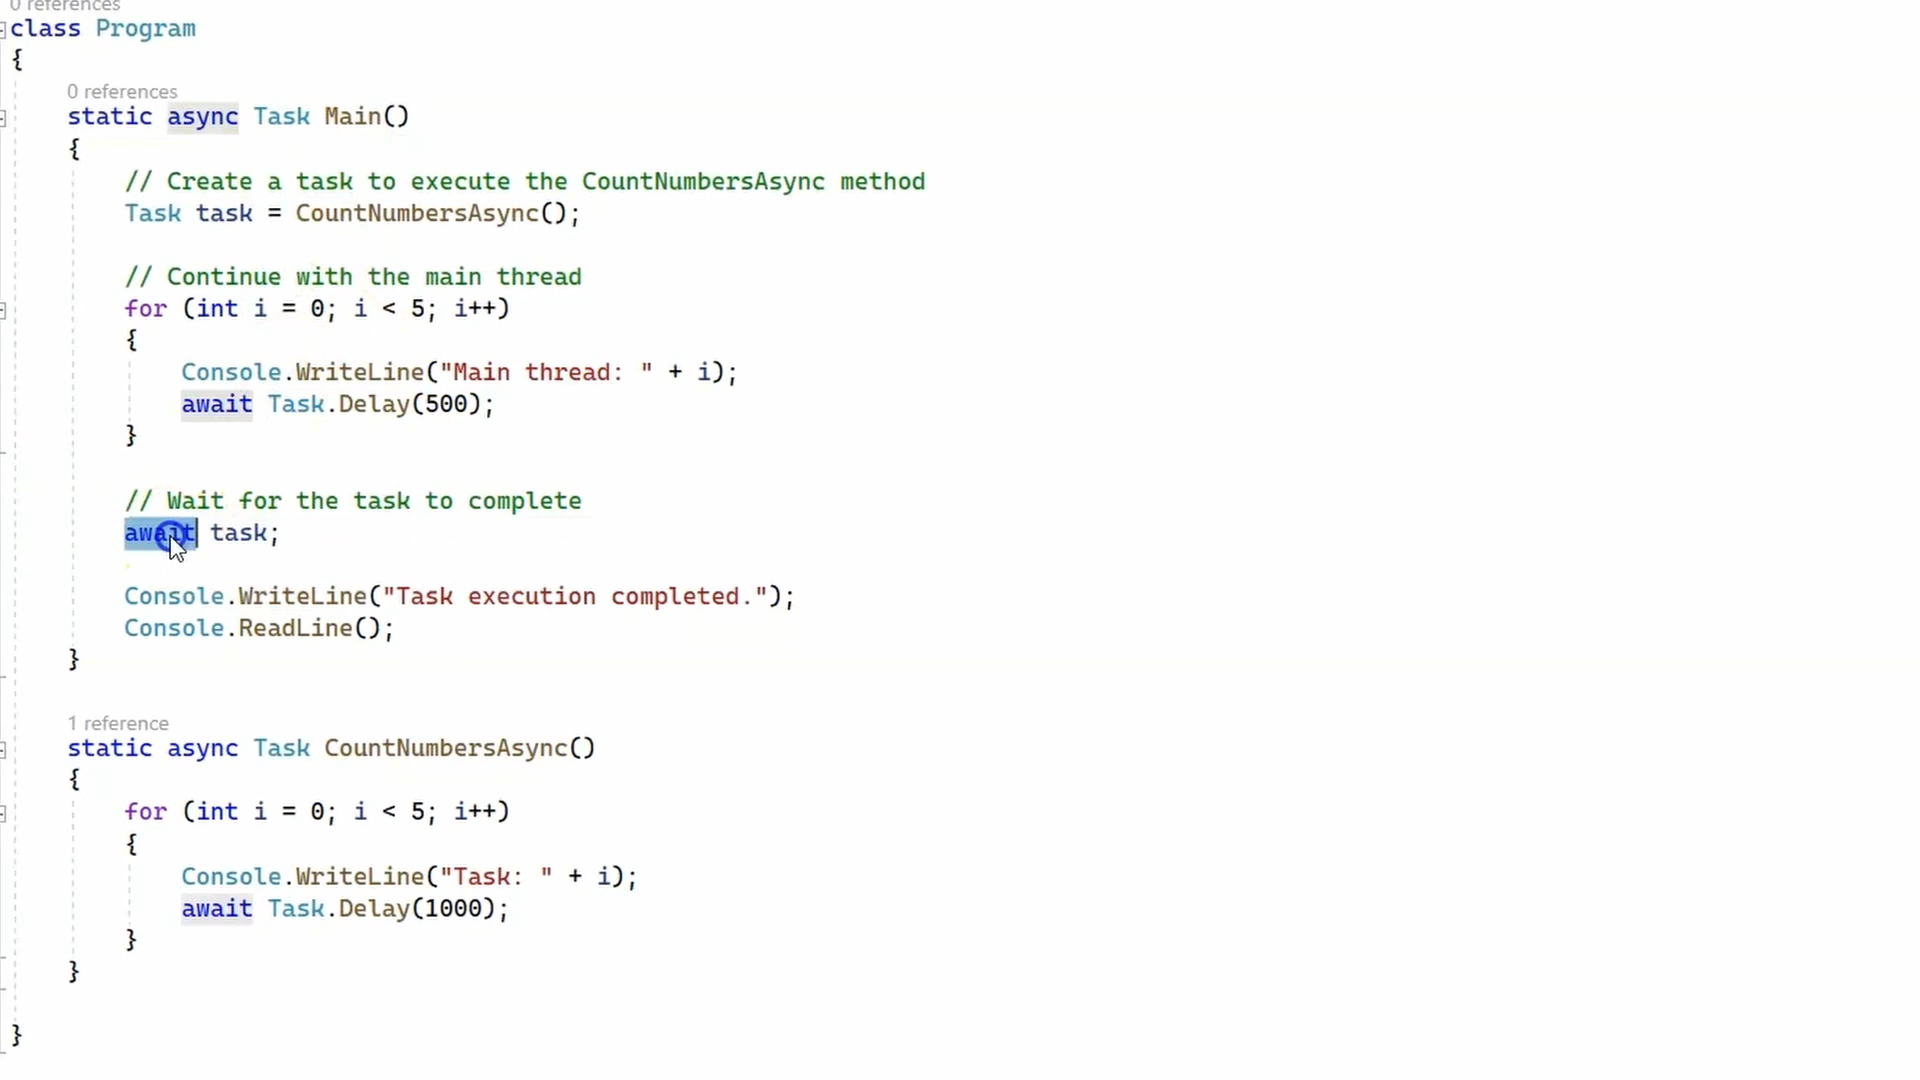 0 references
class Program
{
0 references
static async Task Main()
{
// Create a task to execute the CountNumbersAsync method
Task task = CountNumbersAsync();
// Continue with the main thread
for (int i = 0; i < 5; i++)
{
Console.WriteLine("Main thread: " + i);
await Task.Delay(500);
}
// Wait for the task to complete
await task;
Console.WriteLine("Task execution completed.");
Console.ReadLine();
}
1 reference
static async Task CountNumbersAsync()
{
for (int i = 0; i < 5; i++)
{
Console.WriteLine("Task: " + i);
await Task.Delay(1000);
}
}
}